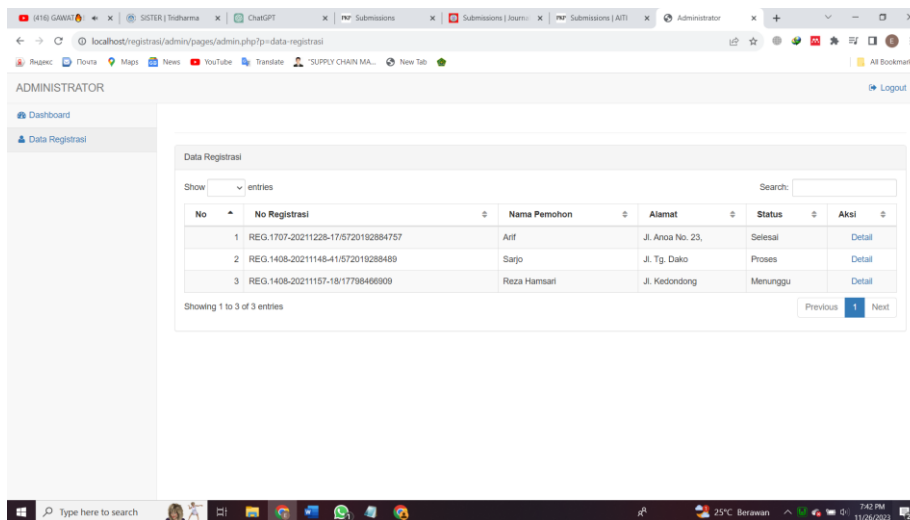 (416) GAWAT
SISTER | Tridharma
ChatGPT
PKP Submissions
Submissions | Journa
PKP Submissions | AITI
Administrator
localhost/registrasi/admin/pages/admin.php?p=data-registrasi
Яндекс Почта Maps News YouTube Translate "SUPPLY CHAIN MA... New Tab All Bookmar
ADMINISTRATOR Logout
Dashboard
Data Registrasi
Data Registrasi
Show entries Search:
No No Registrasi Nama Pemohon Alamat Status Aksi
1 REG.1707-20211228-17/5720192884757 Arif Jl. Anoa No. 23, Selesai Detail
2 REG.1408-20211148-41/572019288489 Sarjo Jl. Tg. Dako Proses Detail
3 REG.1408-20211157-18/17798466909 Reza Hamsari Jl. Kedondong Menunggu Detail
Showing 1 to 3 of 3 entries Previous 1 Next
Type here to search 25°C Berawan 7:42 PM
11/26/2023